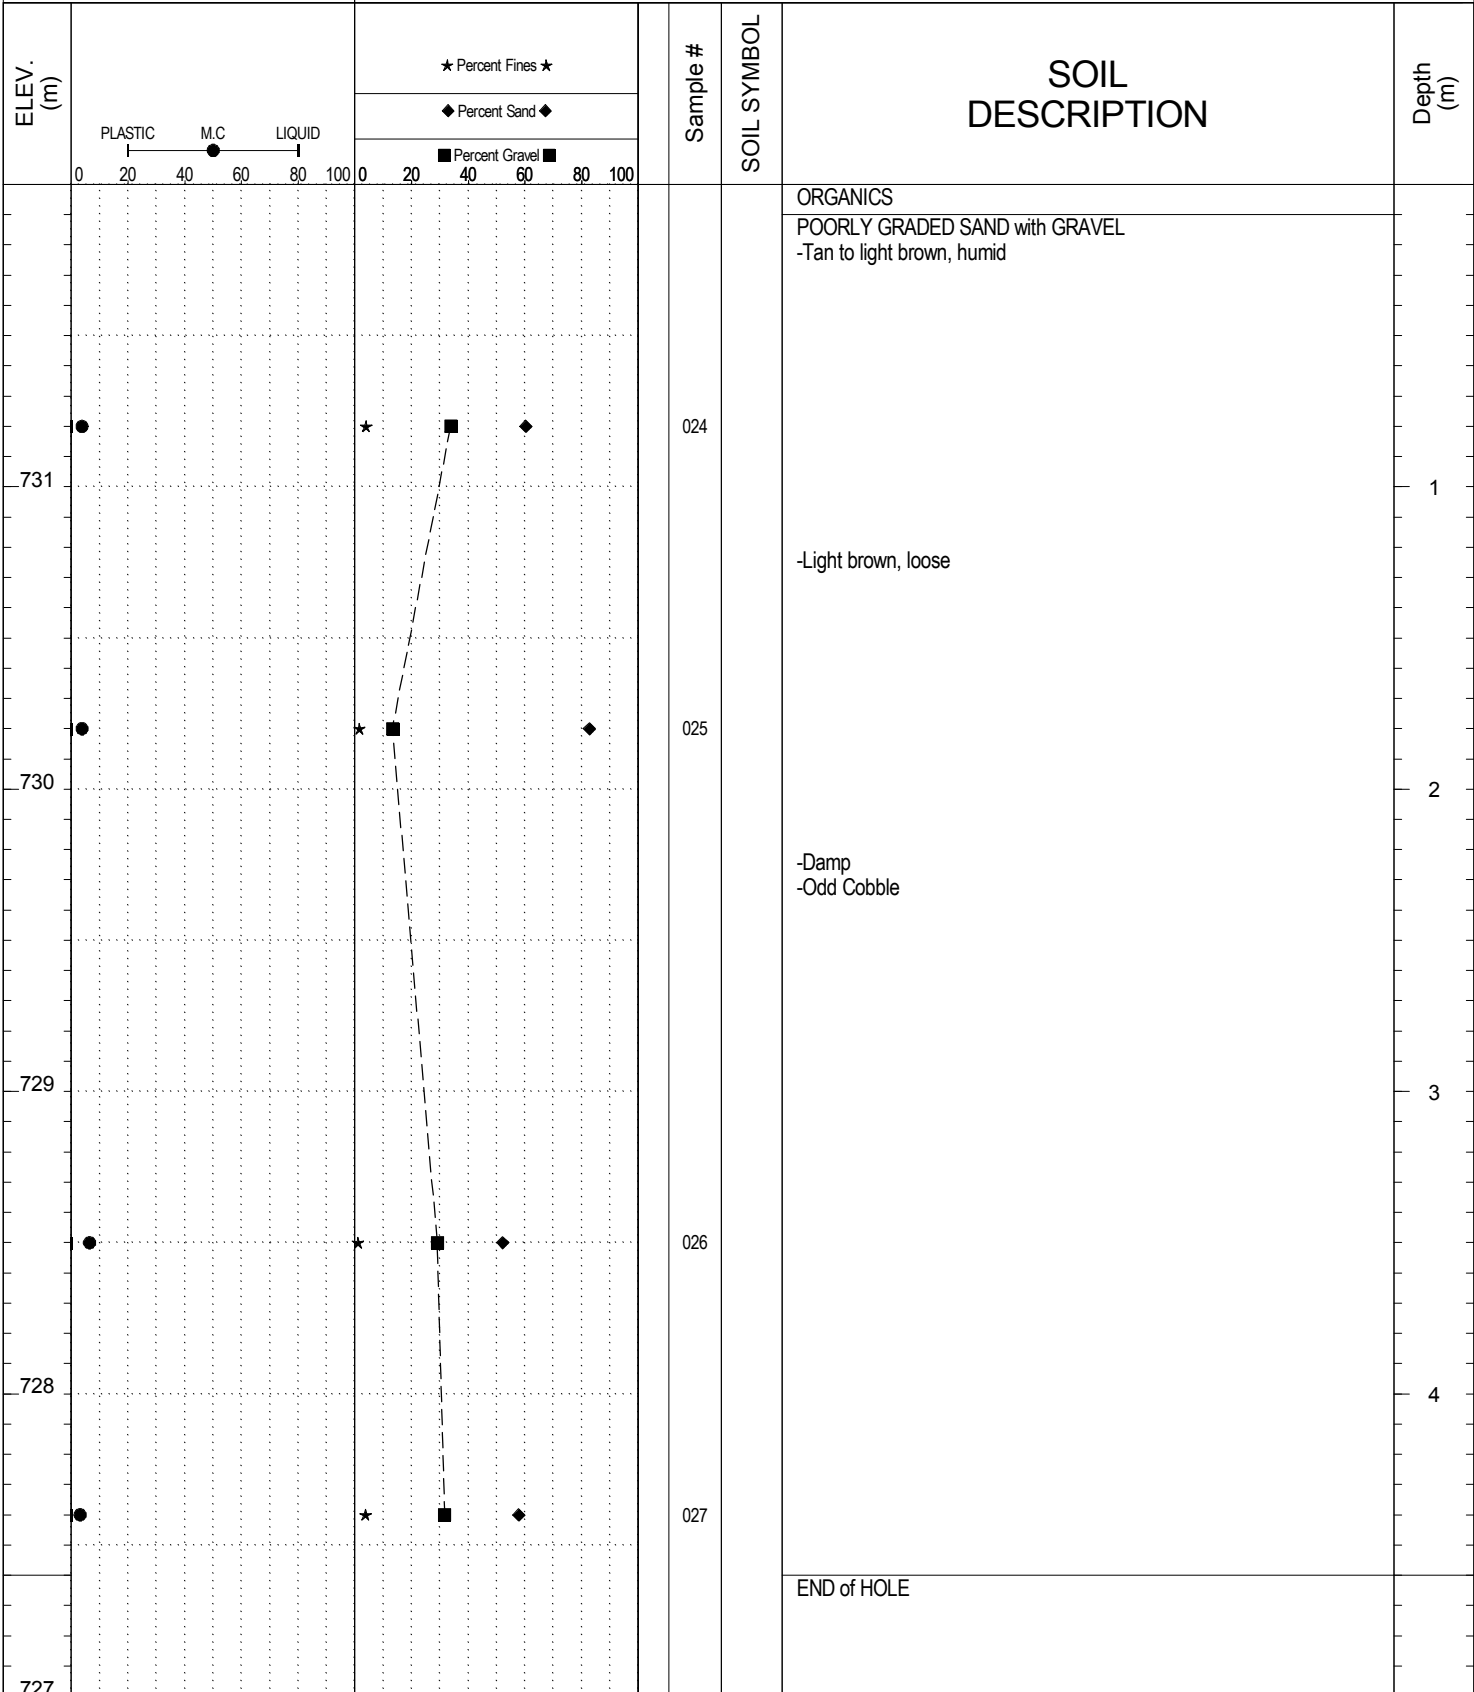 ELEV.
(m)
PLASTIC M.C LIQUID
0 20 40 60 80 100
★ Percent Fines ★
◆ Percent Sand ◆
■ Percent Gravel ■
0 20 40 60 80 100
Sample #
SOIL SYMBOL
SOIL
DESCRIPTION
Depth
(m)
ORGANICS
POORLY GRADED SAND with GRAVEL
-Tan to light brown, humid
024
731
1
-Light brown, loose
025
730
2
-Damp
-Odd Cobble
729
3
026
728
4
027
END of HOLE
727